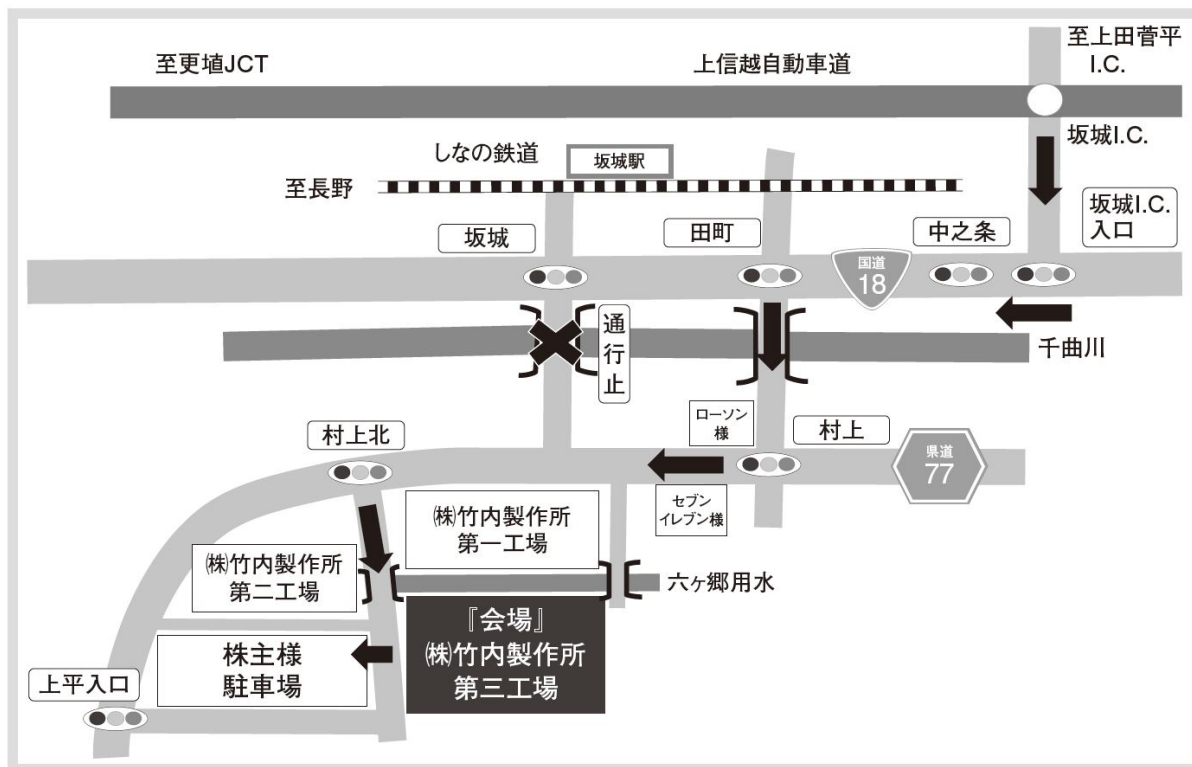 至更埴JCT
上信越自動車道
至上田菅平
I.C.
坂城I.C.
しなの鉄道
坂城駅
至長野
坂城
田町
中之条
坂城I.C.
入口
国道
18
通行止
千曲川
ローソン
様
村上北
村上
県道
77
セブン
イレブン様
㈱竹内製作所
第一工場
㈱竹内製作所
第二工場
六ヶ郷用水
『会場』
㈱竹内製作所
第三工場
株主様
駐車場
上平入口